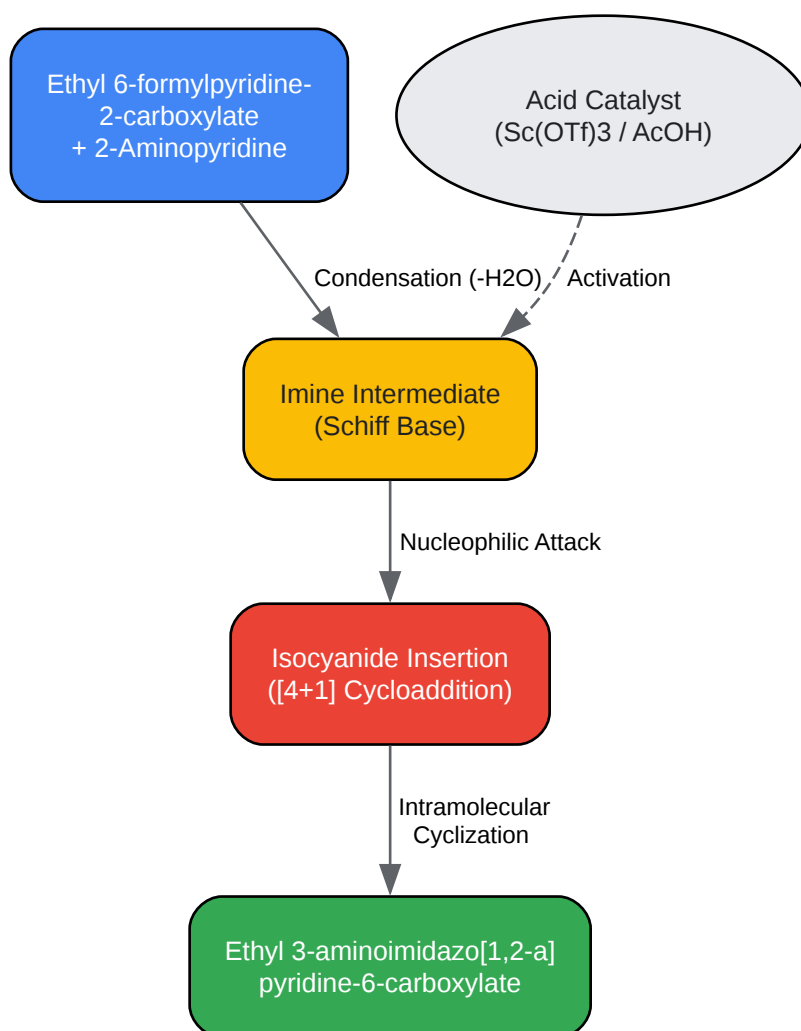 Ethyl 6-formylpyridine-
2-carboxylate
+ 2-Aminopyridine
Acid Catalyst
(Sc(OTf)3 / AcOH)
Condensation (-H2O)
Activation
Imine Intermediate
(Schiff Base)
Nucleophilic Attack
Isocyanide Insertion
([4+1] Cycloaddition)
Intramolecular
Cyclization
Ethyl 3-aminoimidazo[1,2-a]
pyridine-6-carboxylate